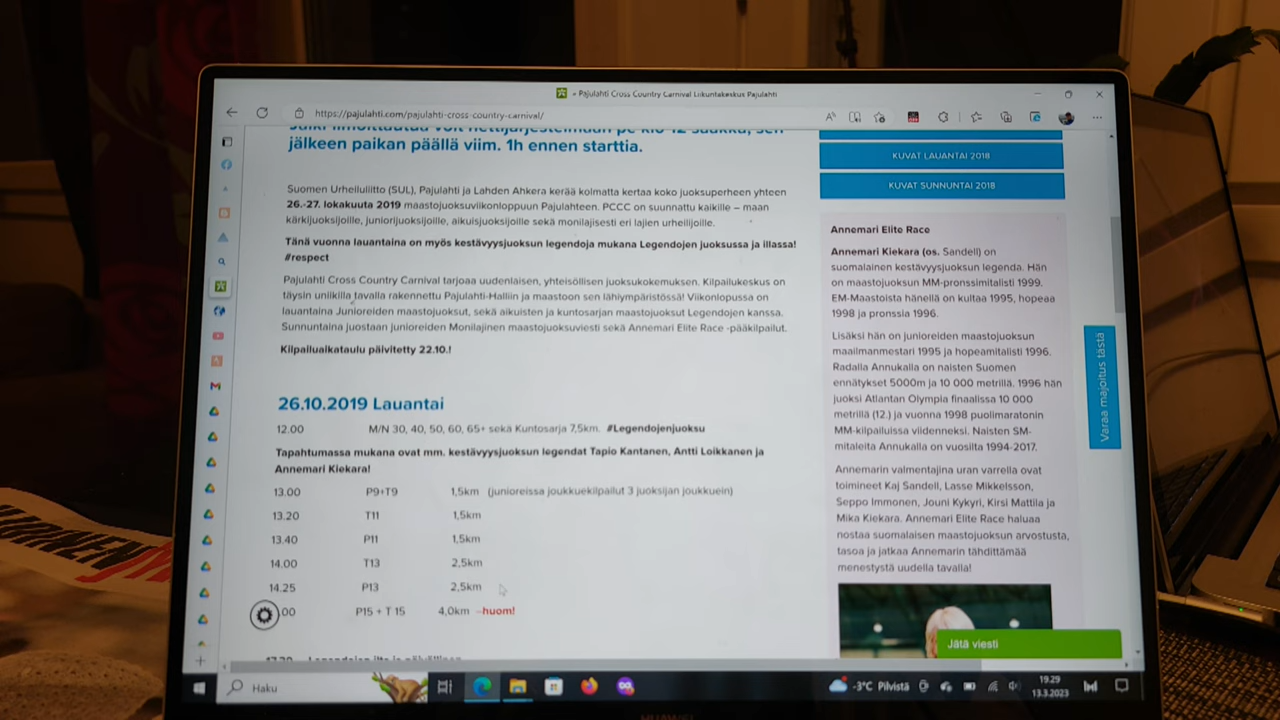 » Pajulahti Cross Country Carnival Liikuntakeskus Pajulahti
https://pajulahti.com/pajulahti-cross-country-carnival/
jälkeen paikan päällä viim. 1h ennen starttia.
Suomen Urheiluliitto (SUL), Pajulahti ja Lahden Ahkera kerää kolmatta kertaa koko juoksuperheen yhteen
26.-27. lokakuuta 2019 maastojuoksuviikonloppuun Pajulahteen. PCCC on suunnattu kaikille – maan
kärkijuoksijoille, juniorijuoksijoille, aikuisjuoksijoille sekä monilajisesti eri lajien urheilijoille.
Tänä vuonna lauantaina on myös kestävyysjuoksun legendoja mukana Legendojen juoksussa ja illassa!
#respect
Pajulahti Cross Country Carnival tarjoaa uudenlaisen, yhteisöllisen juoksukokemuksen. Kilpailukeskus on
täysin uniikilla tavalla rakennettu Pajulahti-Halliin ja maastoon sen lähiympäristössä! Viikonlopussa on
lauantaina Junioreiden maastojuoksut, sekä aikuisten ja kuntosarjan maastojuoksut Legendojen kanssa.
Sunnuntaina juostaan junioreiden Monilajinen maastojuoksuviesti sekä Annemari Elite Race -pääkilpailut.
Kilpailuaikataulu päivitetty 22.10.!
26.10.2019 Lauantai
12.00 M/N 30, 40, 50, 60, 65+ sekä Kuntosarja 7,5km. #Legendojenjuoksu
Tapahtumassa mukana ovat mm. kestävyysjuoksun legendat Tapio Kantanen, Antti Loikkanen ja
Annemari Kiekara!
13.00 P9+T9 1,5km (junioreissa joukkuekilpailut 3 juoksijan joukkuein)
13.20 T11 1,5km
13.40 P11 1,5km
14.00 T13 2,5km
14.25 P13 2,5km
.00 P15 + T 15 4,0km –huom!
KUVAT LAUANTAI 2018
KUVAT SUNNUNTAI 2018
Annemari Elite Race
Annemari Kiekara (os. Sandell) on
suomalainen kestävyysjuoksun legenda. Hän
on maastojuoksun MM-pronssimitalisti 1999.
EM-Maastoista hänellä on kultaa 1995, hopeaa
1998 ja pronssia 1996.
Lisäksi hän on junioreiden maastojuoksun
maailmanmestari 1995 ja hopeamitalisti 1996.
Radalla Annukalla on naisten Suomen
ennätykset 5000m ja 10 000 metrillä. 1996 hän
juoksi Atlantan Olympia finaalissa 10 000
metrillä (12.) ja vuonna 1998 puolimaratonin
MM-kilpailuissa viidenneksi. Naisten SM-
mitaleita Annukalla on vuosilta 1994-2017.
Annemarin valmentajina uran varrella ovat
toimineet Kaj Sandell, Lasse Mikkelsson,
Seppo Immonen, Jouni Kykyri, Kirsi Mattila ja
Mika Kiekara. Annemari Elite Race haluaa
nostaa suomalaisen maastojuoksun arvostusta,
tasoa ja jatkaa Annemarin tähdittämää
menestystä uudella tavalla!
Varaa majoitus tästä
Jätä viesti
Haku
-3°C Pilvistä
19.29
13.3.2023
HUAWEI